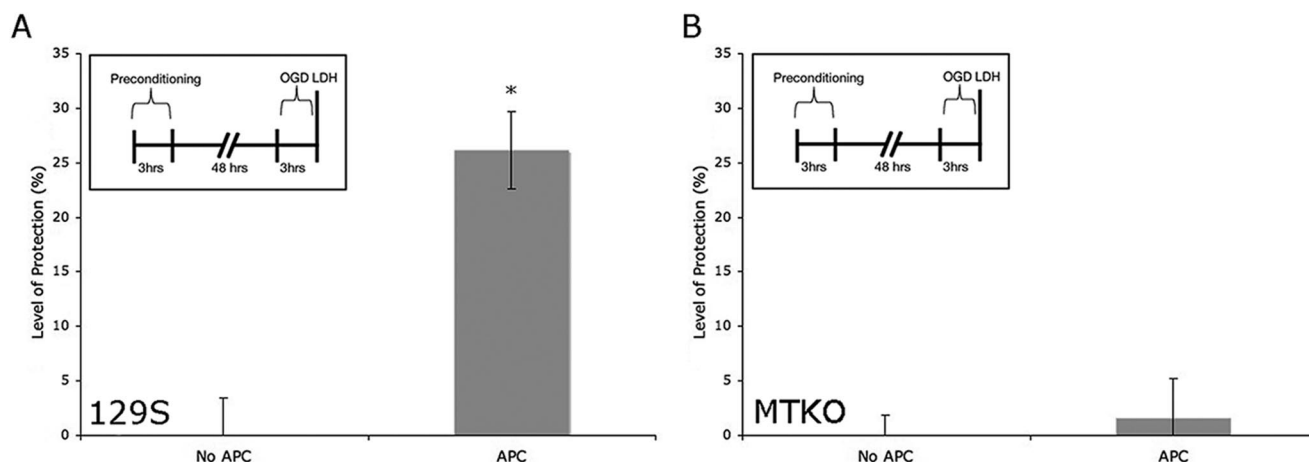 A
Level of Protection (%)
35
30
25
20
15
10
5
0
Preconditioning
OGD LDH
3hrs
48 hrs
3hrs
*
129S
No APC
APC
B
Level of Protection (%)
35
30
25
20
15
10
5
0
Preconditioning
OGD LDH
3hrs
48 hrs
3hrs
MTKO
No APC
APC